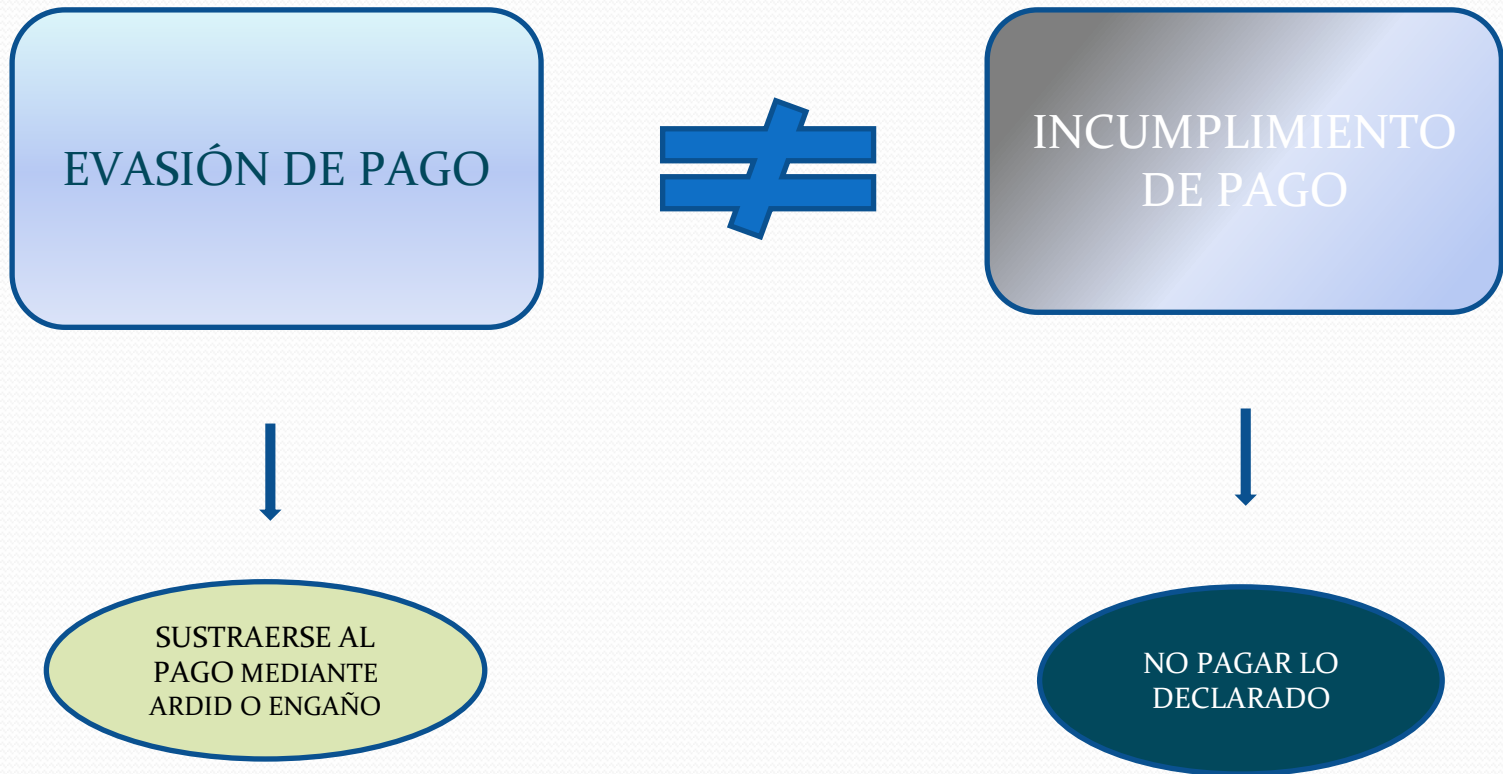 EVASIÓN DE PAGO
INCUMPLIMIENTO
DE PAGO
SUSTRAERSE AL
PAGO MEDIANTE
ARDID O ENGAÑO
NO PAGAR LO
DECLARADO